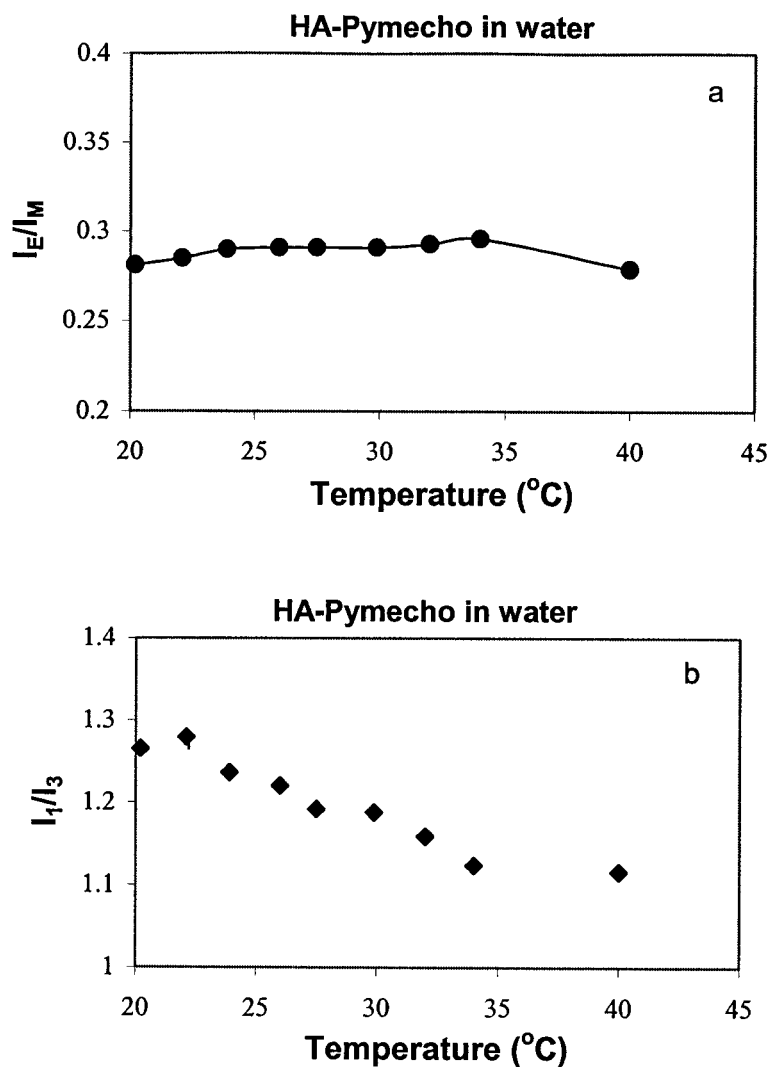 HA-Pymecho in water
a
0.4
0.35
0.3
0.25
0.2
I_E/I_M
20 25 30 35 40 45
Temperature (°C)
HA-Pymecho in water
b
1.4
1.3
1.2
1.1
1
I_1/I_3
20 25 30 35 40 45
Temperature (°C)